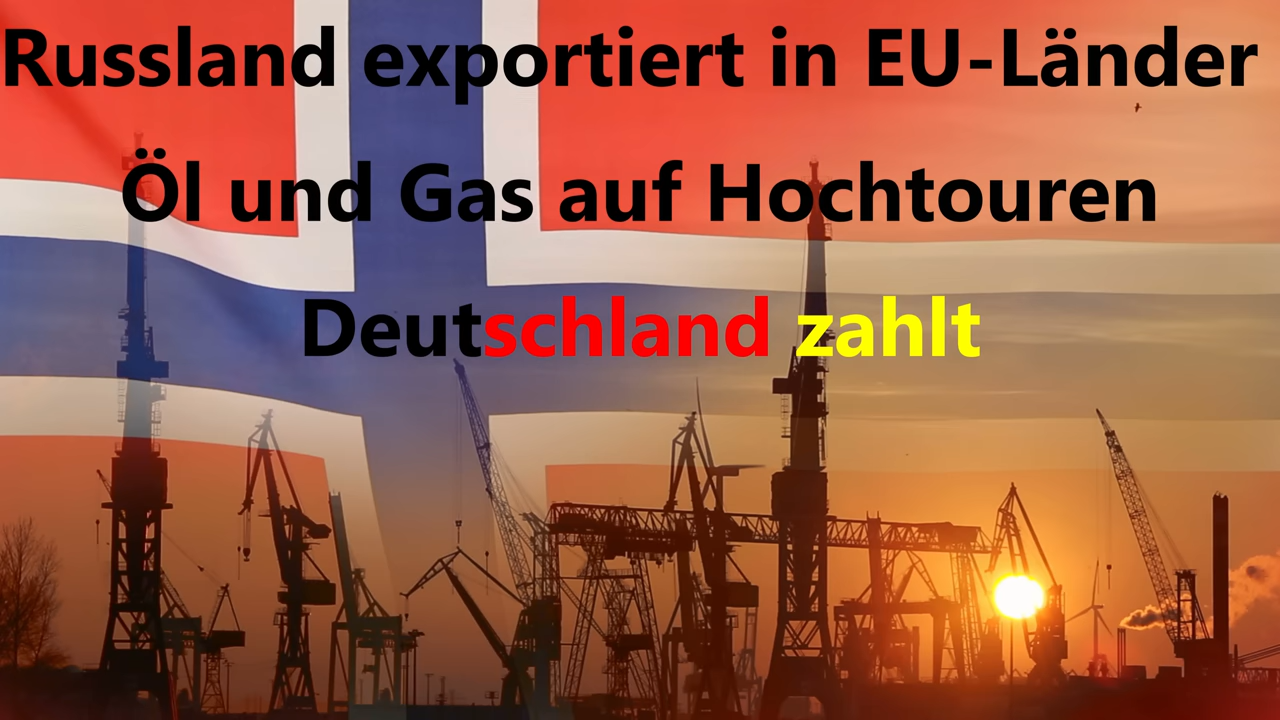 Russland exportiert in EU-Länder
Öl und Gas auf Hochtouren
Deutschland zahlt